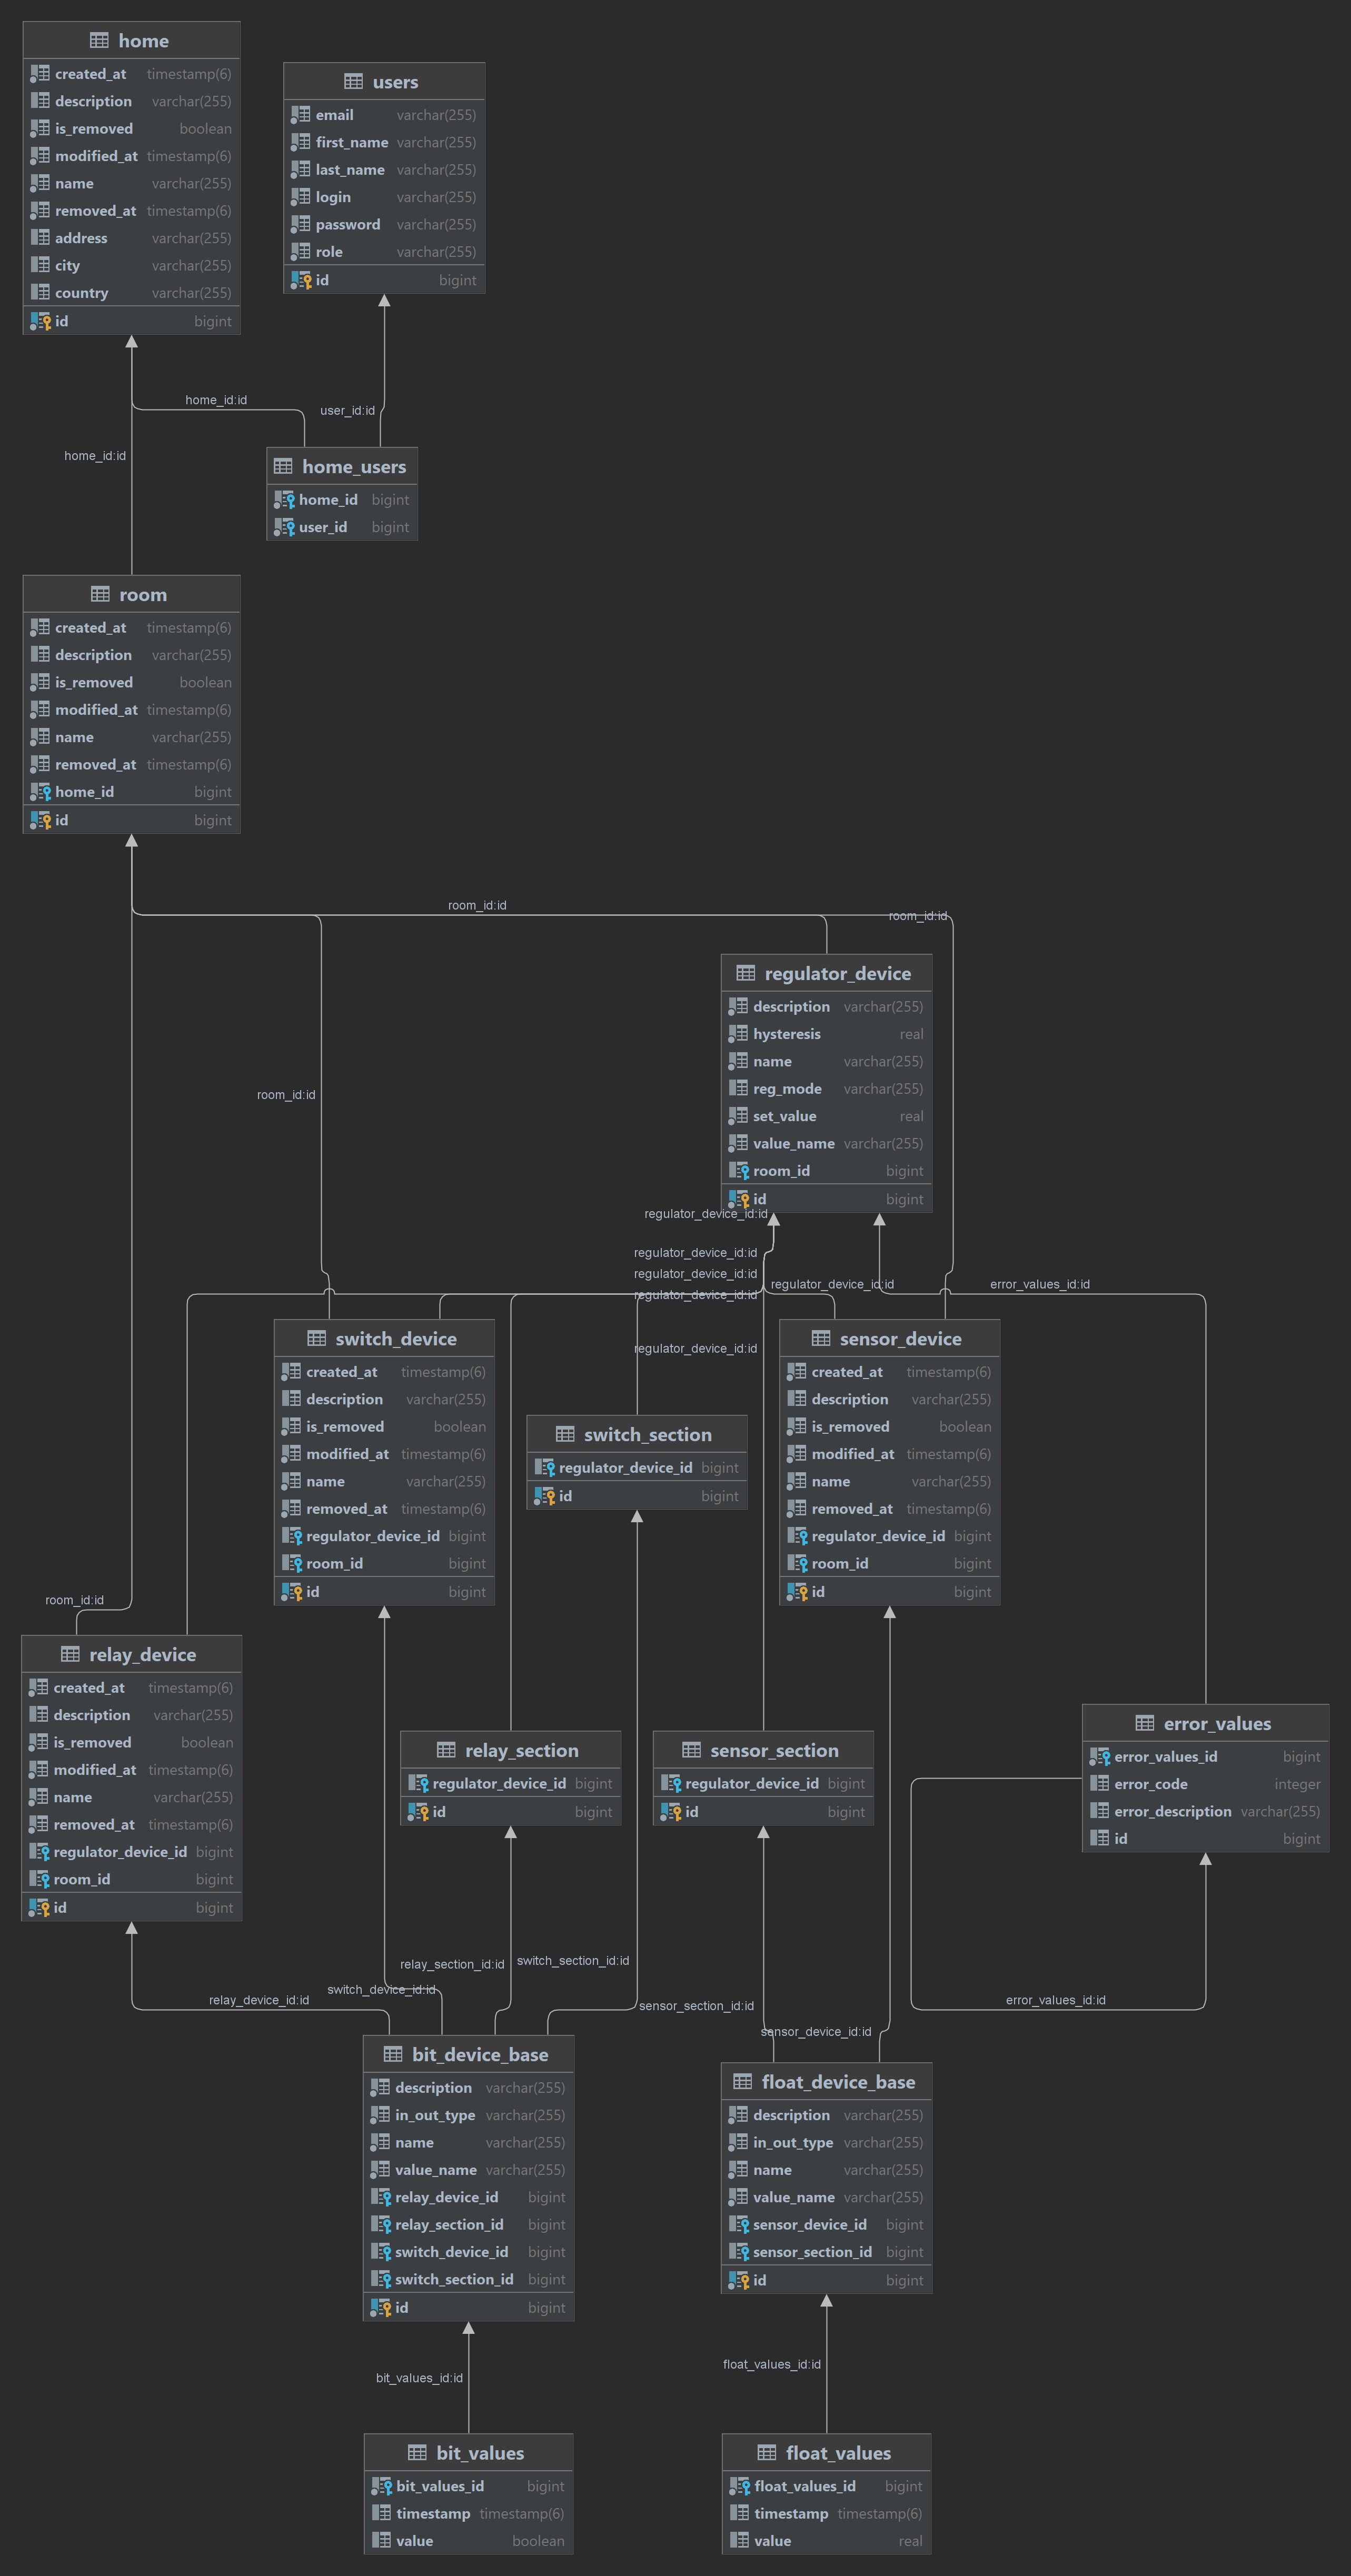 home
created_at timestamp(6)
description varchar(255)
is_removed boolean
modified_at timestamp(6)
name varchar(255)
removed_at timestamp(6)
address varchar(255)
city varchar(255)
country varchar(255)
id bigint
users
email varchar(255)
first_name varchar(255)
last_name varchar(255)
login varchar(255)
password varchar(255)
role varchar(255)
id bigint
home_id:id
user_id:id
home_id:id
home_users
home_id bigint
user_id bigint
room
created_at timestamp(6)
description varchar(255)
is_removed boolean
modified_at timestamp(6)
name varchar(255)
removed_at timestamp(6)
home_id bigint
id bigint
room_id:id
room_id:id
regulator_device
description varchar(255)
hysteresis real
name varchar(255)
reg_mode varchar(255)
set_value real
value_name varchar(255)
room_id bigint
id bigint
room_id:id
regulator_device_id:id
regulator_device_id:id
regulator_device_id:id
regulator_device_id:id
error_values_id:id
regulator_device_id:id
regulator_device_id:id
switch_device
created_at timestamp(6)
description varchar(255)
is_removed boolean
modified_at timestamp(6)
name varchar(255)
removed_at timestamp(6)
regulator_device_id bigint
room_id bigint
id bigint
switch_section
regulator_device_id bigint
id bigint
sensor_device
created_at timestamp(6)
description varchar(255)
is_removed boolean
modified_at timestamp(6)
name varchar(255)
removed_at timestamp(6)
regulator_device_id bigint
room_id bigint
id bigint
room_id:id
relay_device
created_at timestamp(6)
description varchar(255)
is_removed boolean
modified_at timestamp(6)
name varchar(255)
removed_at timestamp(6)
regulator_device_id bigint
room_id bigint
id bigint
relay_section
regulator_device_id bigint
id bigint
sensor_section
regulator_device_id bigint
id bigint
error_values
error_values_id bigint
error_code integer
error_description varchar(255)
id bigint
relay_section_id:id
switch_section_id:id
switch_device_id:id
relay_device_id:id
sensor_section_id:id
error_values_id:id
sensor_device_id:id
bit_device_base
description varchar(255)
in_out_type varchar(255)
name varchar(255)
value_name varchar(255)
relay_device_id bigint
relay_section_id bigint
switch_device_id bigint
switch_section_id bigint
id bigint
float_device_base
description varchar(255)
in_out_type varchar(255)
name varchar(255)
value_name varchar(255)
sensor_device_id bigint
sensor_section_id bigint
id bigint
bit_values_id:id
float_values_id:id
bit_values
bit_values_id bigint
timestamp timestamp(6)
value boolean
float_values
float_values_id bigint
timestamp timestamp(6)
value real